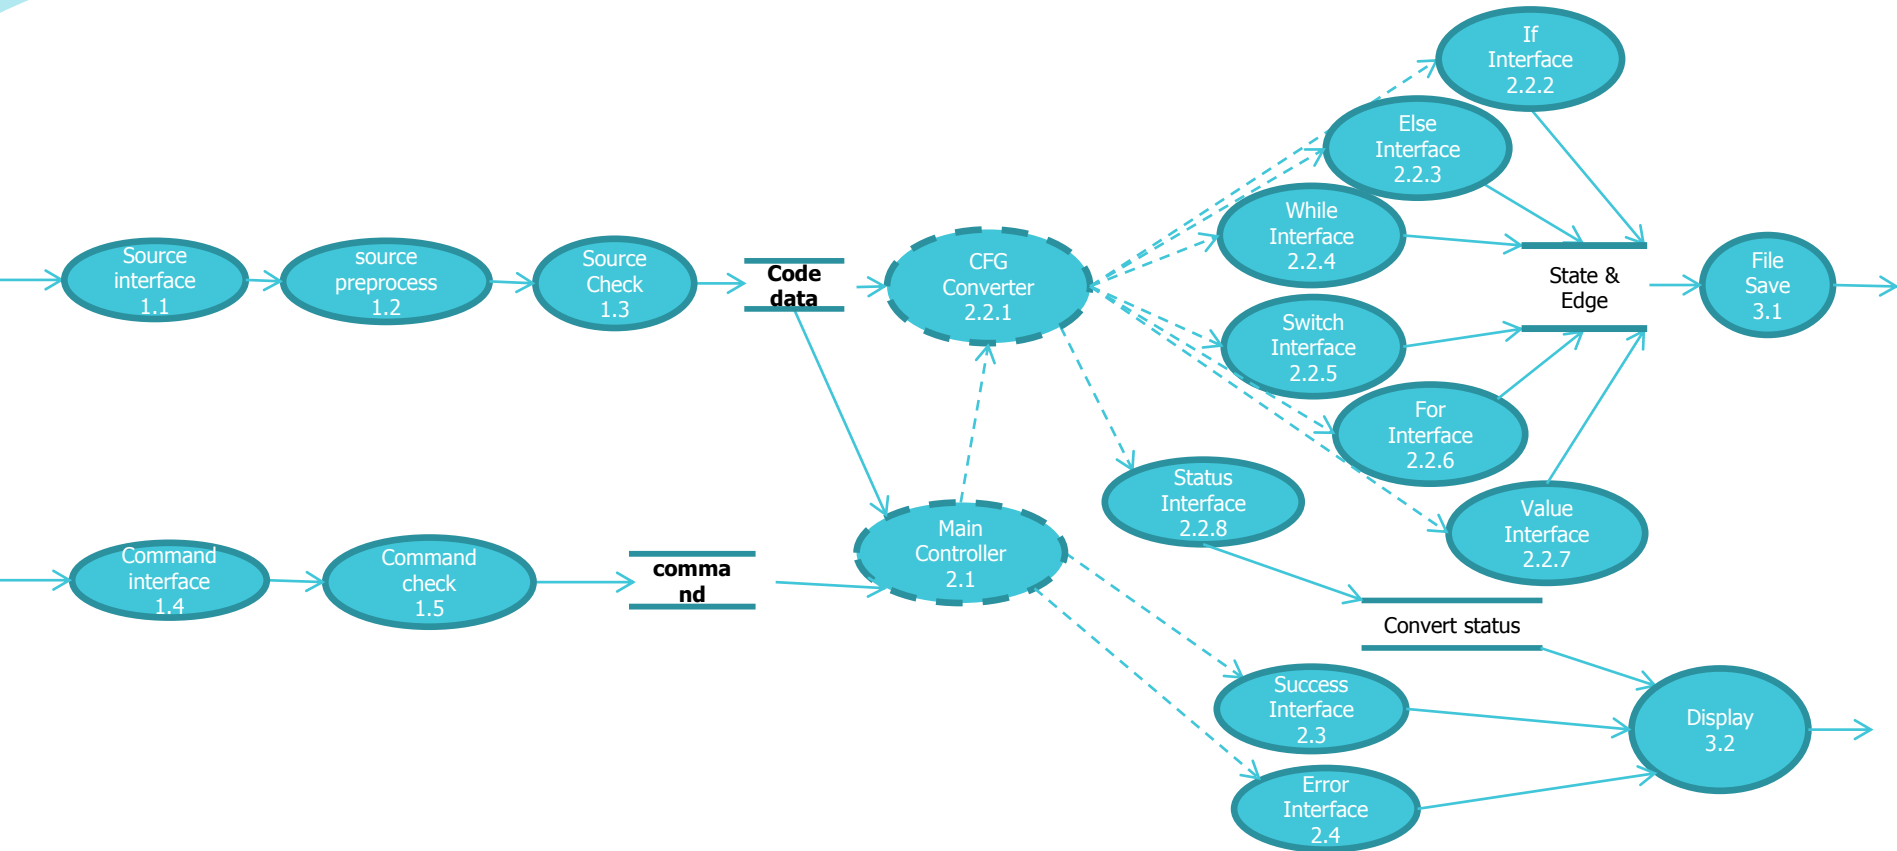 If
Interface
2.2.2
Else
Interface
2.2.3
While
Interface
2.2.4
Source
interface
1.1
source
preprocess
1.2
Source
Check
1.3
Code
data
CFG
Converter
2.2.1
State &
Edge
File
Save
3.1
Switch
Interface
2.2.5
For
Interface
2.2.6
Status
Interface
2.2.8
Value
Interface
2.2.7
Command
interface
1.4
Command
check
1.5
comma
nd
Main
Controller
2.1
Convert status
Success
Interface
2.3
Display
3.2
Error
Interface
2.4